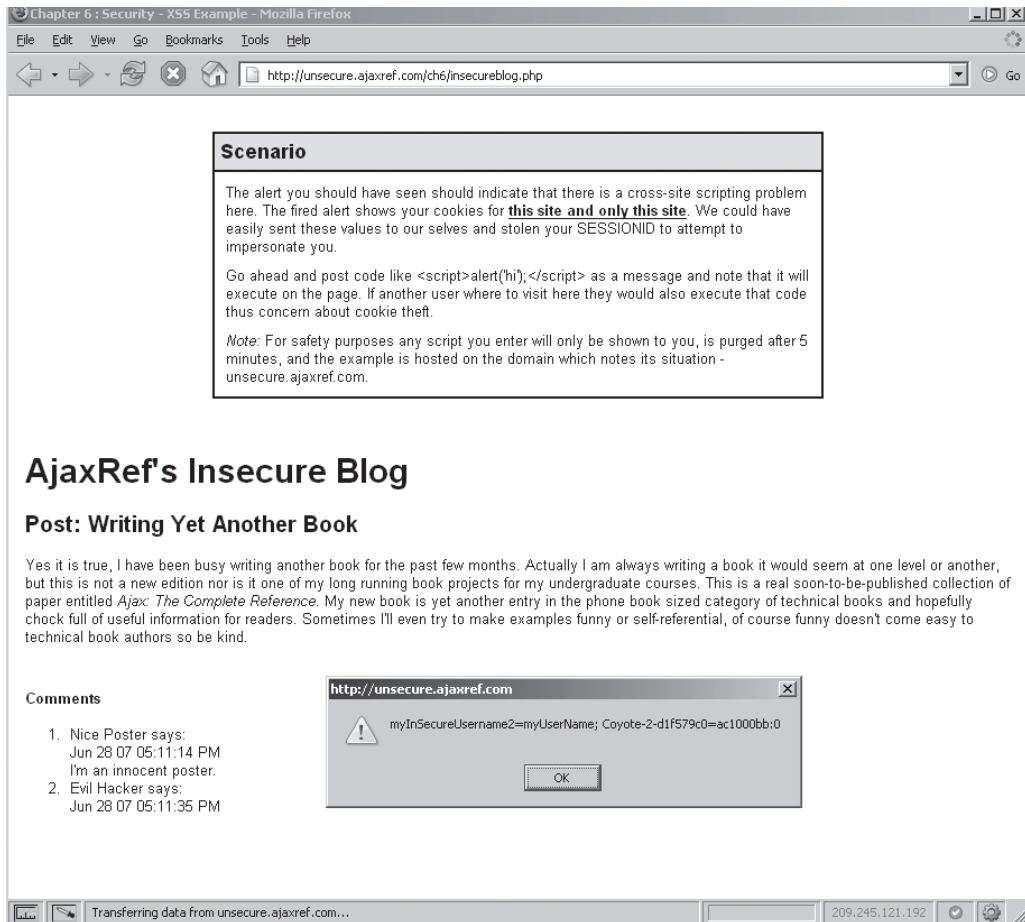 Chapter 6 : Security - XSS Example - Mozilla Firefox
File Edit View Go Bookmarks Tools Help
http://unsecure.ajaxref.com/ch6/insecureblog.php
Go
Scenario
The alert you should have seen should indicate that there is a cross-site scripting problem
here. The fired alert shows your cookies for this site and only this site. We could have
easily sent these values to our selves and stolen your SESSIONID to attempt to
impersonate you.
Go ahead and post code like <script>alert('hi');</script> as a message and note that it will
execute on the page. If another user where to visit here they would also execute that code
thus concern about cookie theft.
Note: For safety purposes any script you enter will only be shown to you, is purged after 5
minutes, and the example is hosted on the domain which notes its situation -
unsecure.ajaxref.com.
AjaxRef's Insecure Blog
Post: Writing Yet Another Book
Yes it is true, I have been busy writing another book for the past few months. Actually I am always writing a book it would seem at one level or another,
but this is not a new edition nor is it one of my long running book projects for my undergraduate courses. This is a real soon-to-be-published collection of
paper entitled Ajax: The Complete Reference. My new book is yet another entry in the phone book sized category of technical books and hopefully
chock full of useful information for readers. Sometimes I'll even try to make examples funny or self-referential, of course funny doesn't come easy to
technical book authors so be kind.
Comments
1. Nice Poster says:
Jun 28 07 05:11:14 PM
I'm an innocent poster.
2. Evil Hacker says:
Jun 28 07 05:11:35 PM
http://unsecure.ajaxref.com
myInSecureUsername2=myUserName; Coyote-2-d1f579c0=ac1000bb:0
OK
Transferring data from unsecure.ajaxref.com...
209.245.121.192